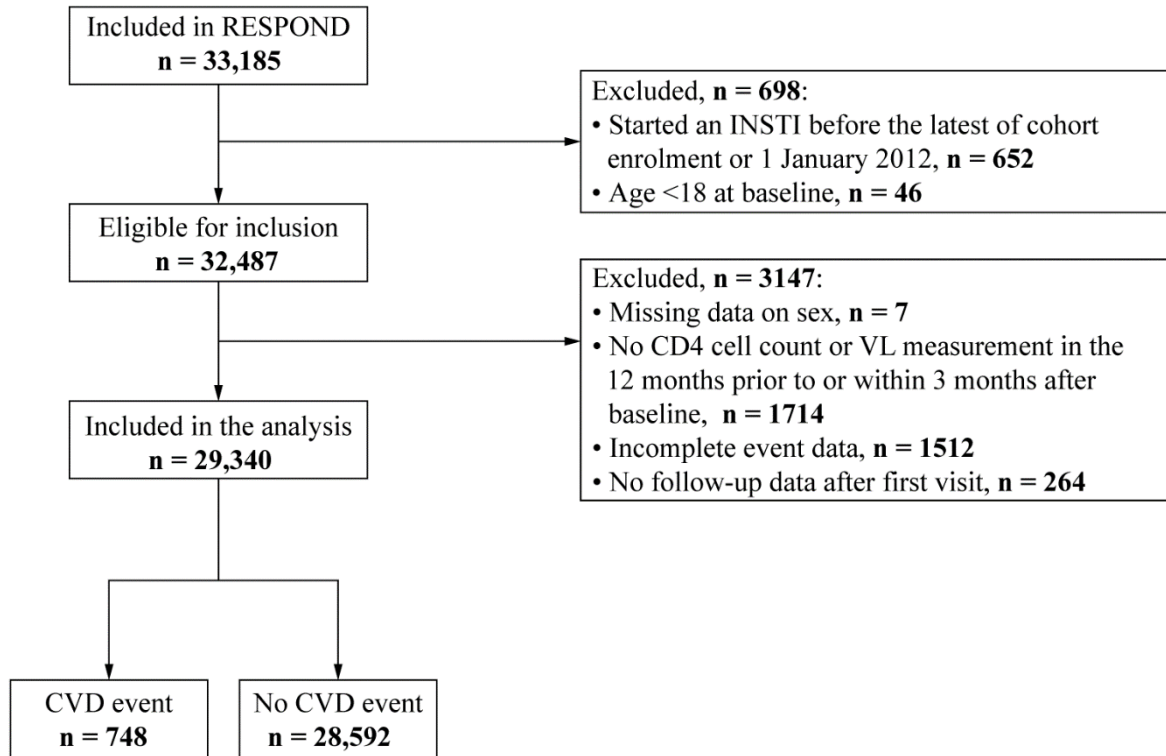 Included in RESPOND
n = 33,185
Excluded, n = 698:
• Started an INSTI before the latest of cohort
enrolment or 1 January 2012, n = 652
• Age <18 at baseline, n = 46
Eligible for inclusion
n = 32,487
Excluded, n = 3147:
• Missing data on sex, n = 7
• No CD4 cell count or VL measurement in the
12 months prior to or within 3 months after
baseline, n = 1714
• Incomplete event data, n = 1512
• No follow-up data after first visit, n = 264
Included in the analysis
n = 29,340
CVD event
n = 748
No CVD event
n = 28,592